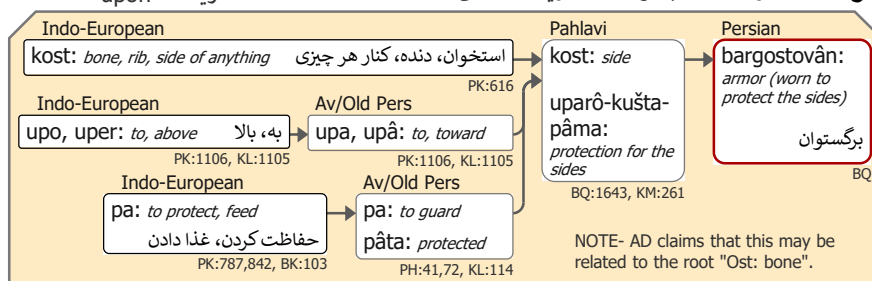 Indo-European
kost: bone, rib, side of anything استخوان، دنده، کنار هر چیزی
PK:616
Indo-European
upo, uper: to, above به، بالا
PK:1106, KL:1105
Av/Old Pers
upa, upâ: to, toward
PK:1106, KL:1105
Indo-European
pa: to protect, feed
حفاظت کردن، غذا دادن
PK:787,842, BK:103
Av/Old Pers
pa: to guard
pâta: protected
PH:41,72, KL:114
Pahlavi
kost: side
uparô-kušta-
pâma:
protection for the
sides
BQ:1643, KM:261
Persian
bargostovân:
armor (worn to
protect the sides)
برگستوان
BQ
NOTE- AD claims that this may be
related to the root "Ost: bone".